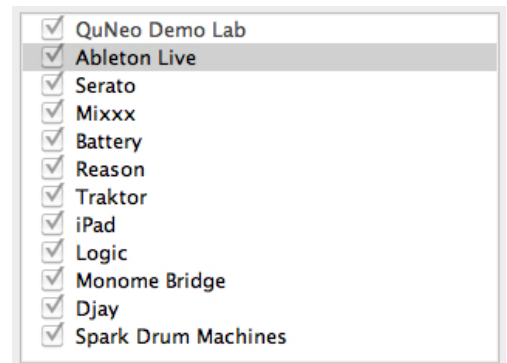 QuNeo Demo Lab
Ableton Live
Serato
Mixxx
Battery
Reason
Traktor
iPad
Logic
Monome Bridge
Djay
Spark Drum Machines